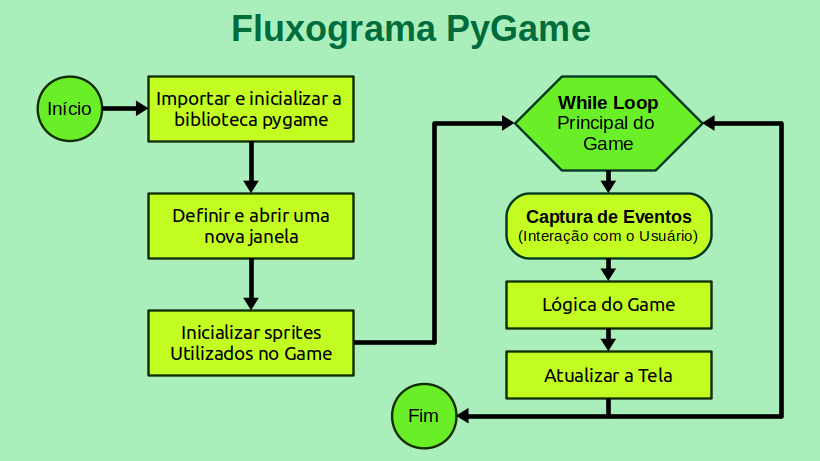 Fluxograma PyGame
Início
Importar e inicializar a
biblioteca pygame
Definir e abrir uma
nova janela
Inicializar sprites
Utilizados no Game
While Loop
Principal do
Game
Captura de Eventos
(Interação com o Usuário)
Lógica do Game
Atualizar a Tela
Fim